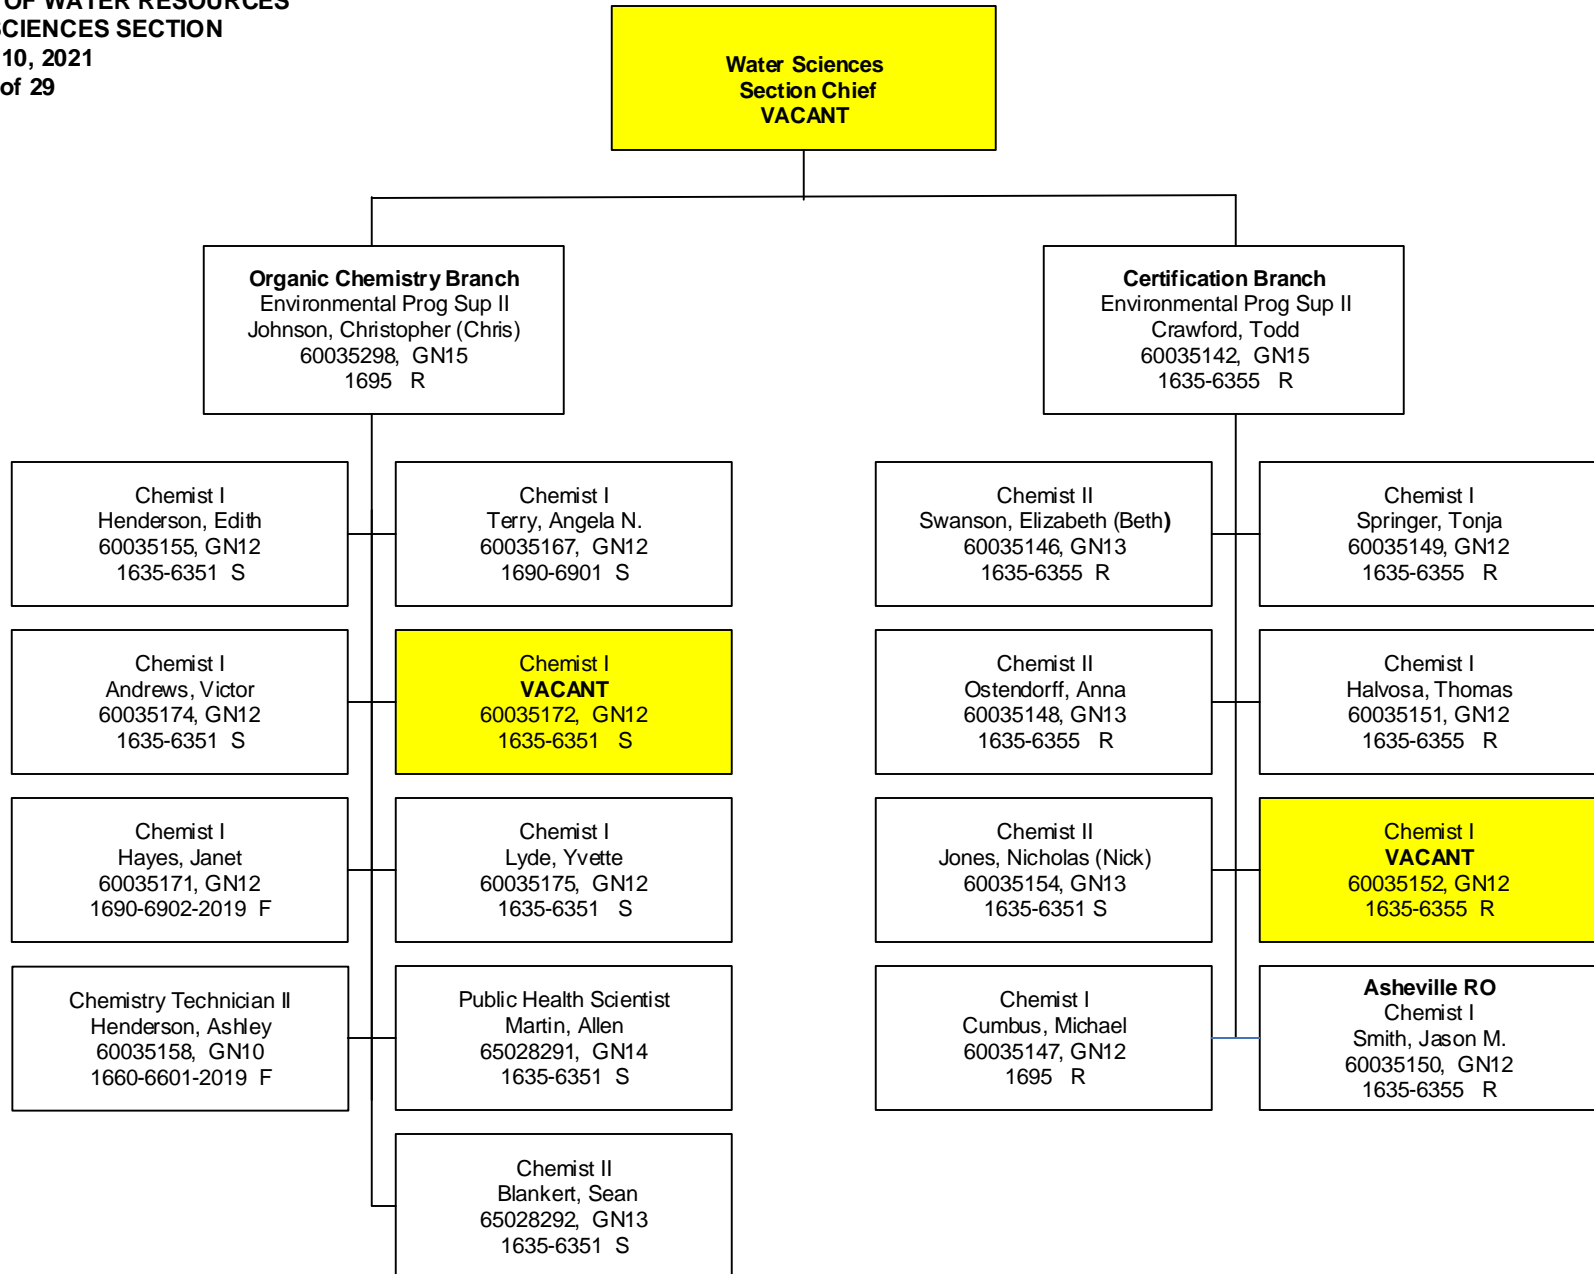 OF WATER RESOURCES
SCIENCES SECTION
10, 2021
of 29
Water Sciences
Section Chief
VACANT
Organic Chemistry Branch
Environmental Prog Sup II
Johnson, Christopher (Chris)
60035298, GN15
1695 R
Certification Branch
Environmental Prog Sup II
Crawford, Todd
60035142, GN15
1635-6355 R
Chemist I
Henderson, Edith
60035155, GN12
1635-6351 S
Chemist I
Terry, Angela N.
60035167, GN12
1690-6901 S
Chemist II
Swanson, Elizabeth (Beth)
60035146, GN13
1635-6355 R
Chemist I
Springer, Tonja
60035149, GN12
1635-6355 R
Chemist I
Andrews, Victor
60035174, GN12
1635-6351 S
Chemist I
VACANT
60035172, GN12
1635-6351 S
Chemist II
Ostendorff, Anna
60035148, GN13
1635-6355 R
Chemist I
Halvosa, Thomas
60035151, GN12
1635-6355 R
Chemist I
Hayes, Janet
60035171, GN12
1690-6902-2019 F
Chemist I
Lyde, Yvette
60035175, GN12
1635-6351 S
Chemist II
Jones, Nicholas (Nick)
60035154, GN13
1635-6351 S
Chemist I
VACANT
60035152, GN12
1635-6355 R
Chemistry Technician II
Henderson, Ashley
60035158, GN10
1660-6601-2019 F
Public Health Scientist
Martin, Allen
65028291, GN14
1635-6351 S
Chemist I
Cumbus, Michael
60035147, GN12
1695 R
Asheville RO
Chemist I
Smith, Jason M.
60035150, GN12
1635-6355 R
Chemist II
Blankert, Sean
65028292, GN13
1635-6351 S